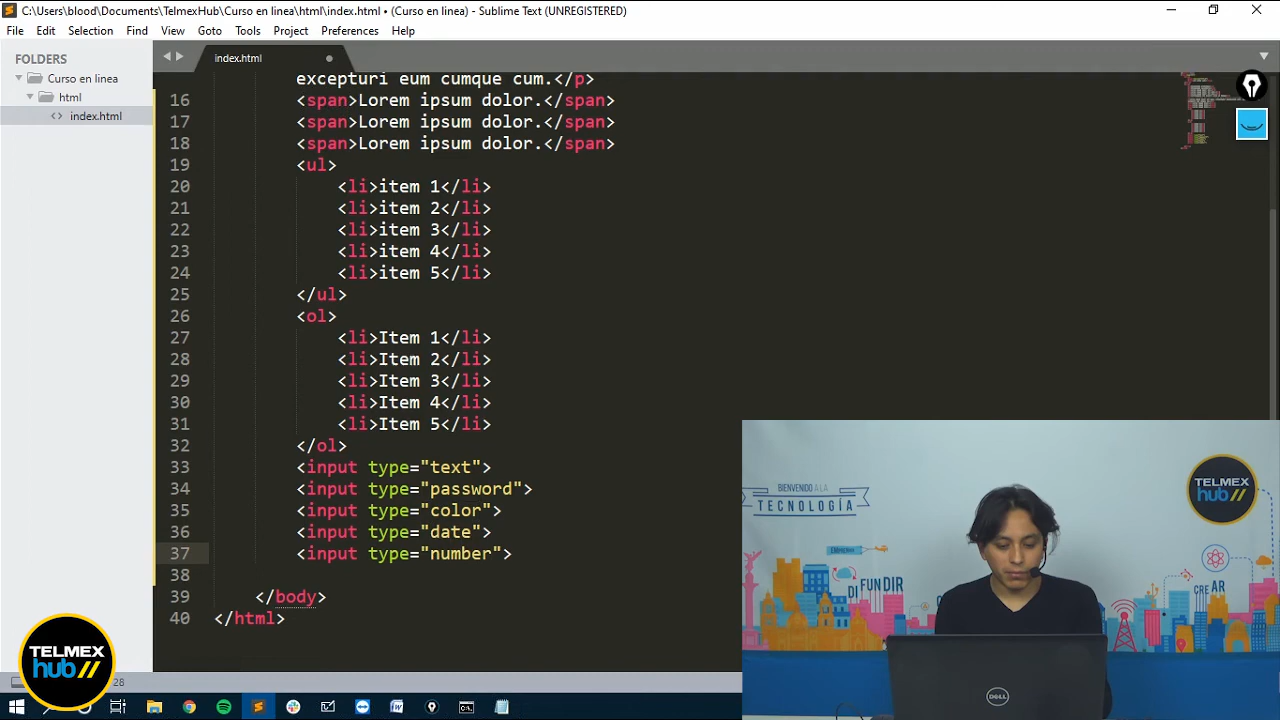 C:\Users\blood\Documents\TelmexHub\Curso en linea\html\index.html • (Curso en linea) - Sublime Text (UNREGISTERED)
File Edit Selection Find View Goto Tools Project Preferences Help
FOLDERS
Curso en linea
html
index.html
index.html
excepturi eum cumque cum.</p>
16 <span>Lorem ipsum dolor.</span>
17 <span>Lorem ipsum dolor.</span>
18 <span>Lorem ipsum dolor.</span>
19 <ul>
20 <li>item 1</li>
21 <li>item 2</li>
22 <li>item 3</li>
23 <li>item 4</li>
24 <li>item 5</li>
25 </ul>
26 <ol>
27 <li>Item 1</li>
28 <li>Item 2</li>
29 <li>Item 3</li>
30 <li>Item 4</li>
31 <li>Item 5</li>
32 </ol>
33 <input type="text">
34 <input type="password">
35 <input type="color">
36 <input type="date">
37 <input type="number">
38
39 </body>
40 </html>
28
TELMEX
hub//
BIENVENIDO A LA
TECNOLOGÍA
TELMEX
hub//
FUNDIR
CREAR
DELL